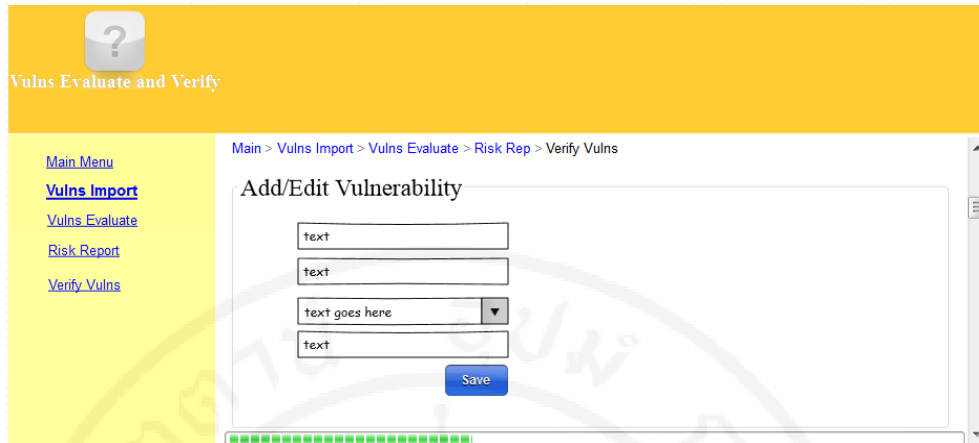 ?
Vulns Evaluate and Verify
Main Menu
Vulns Import
Vulns Evaluate
Risk Report
Verify Vulns
Main > Vulns Import > Vulns Evaluate > Risk Rep > Verify Vulns
Add/Edit Vulnerability
text
text
text goes here
text
Save